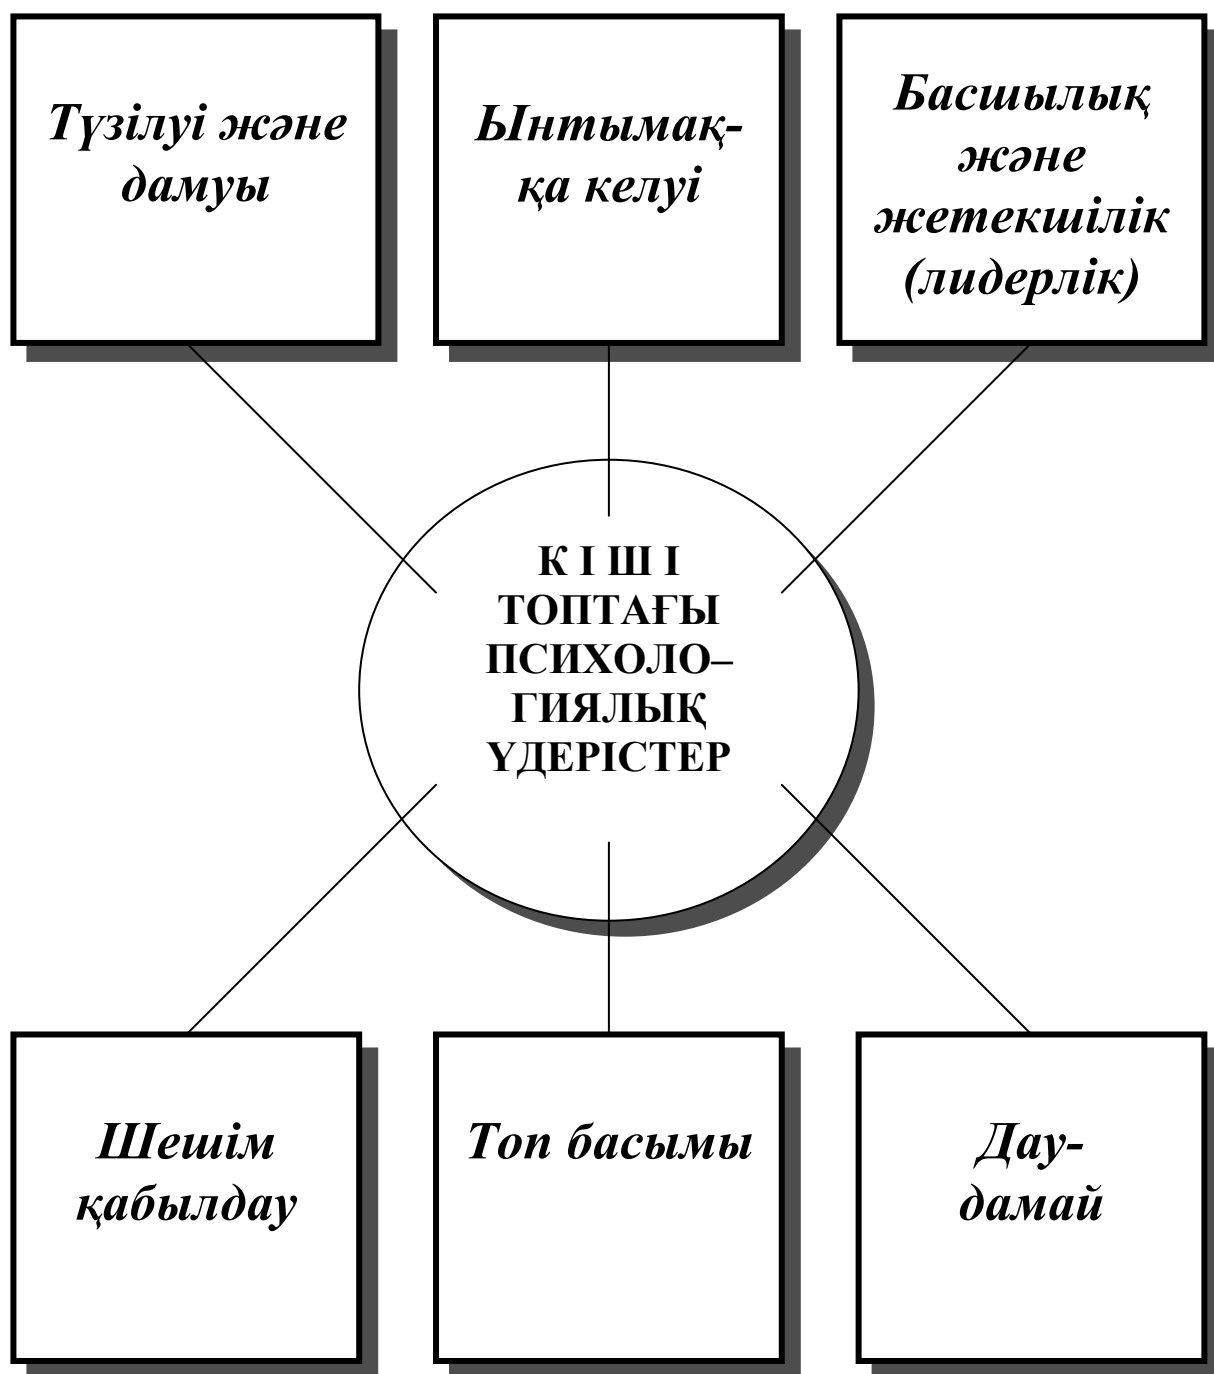 Түзілуі және
дамуы
Ынтымақ-
қа келуі
Басшылық
және
жетекшілік
(лидерлік)
К І Ш І
ТОПТАҒЫ
ПСИХОЛО–
ГИЯЛЫҚ
ҮДЕРІСТЕР
Шешім
қабылдау
Топ басымы
Дау-
дамай